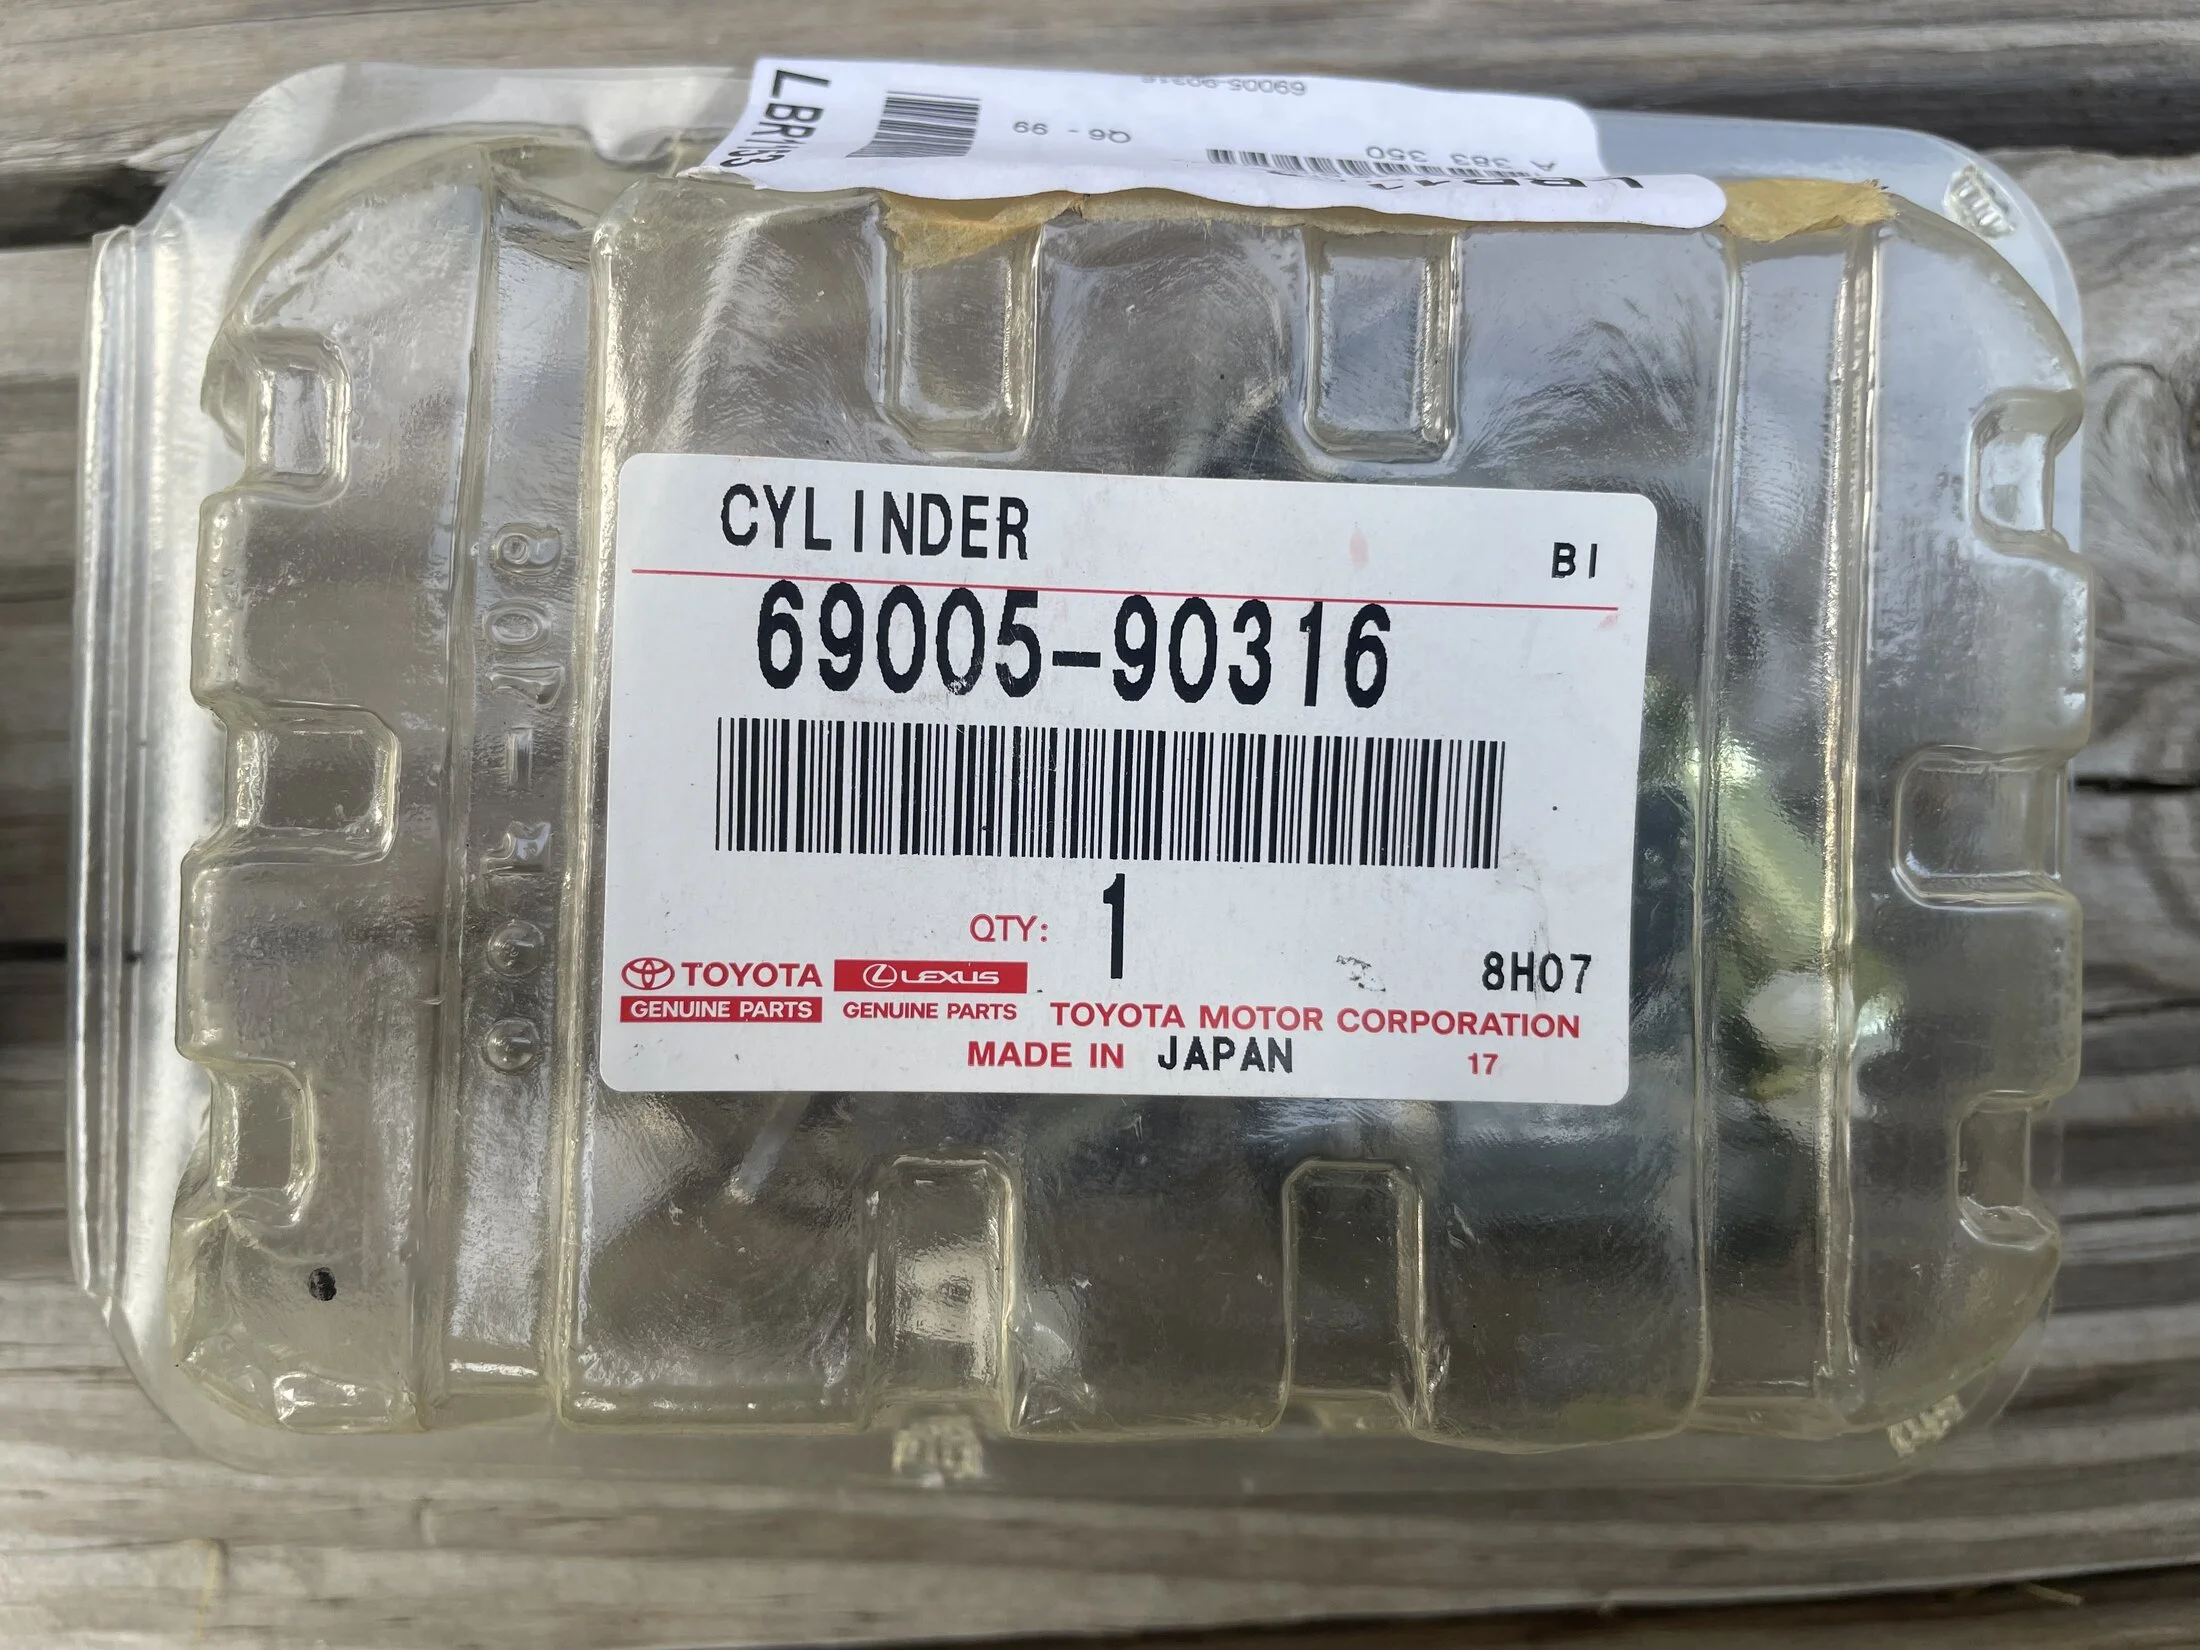 69005-90316
Q6 - 99
A 383 350
CYLINDER
BI
69005-90316
QTY: 1
8H07
TOYOTA
LEXUS
GENUINE PARTS
GENUINE PARTS
TOYOTA MOTOR CORPORATION
MADE IN JAPAN
17